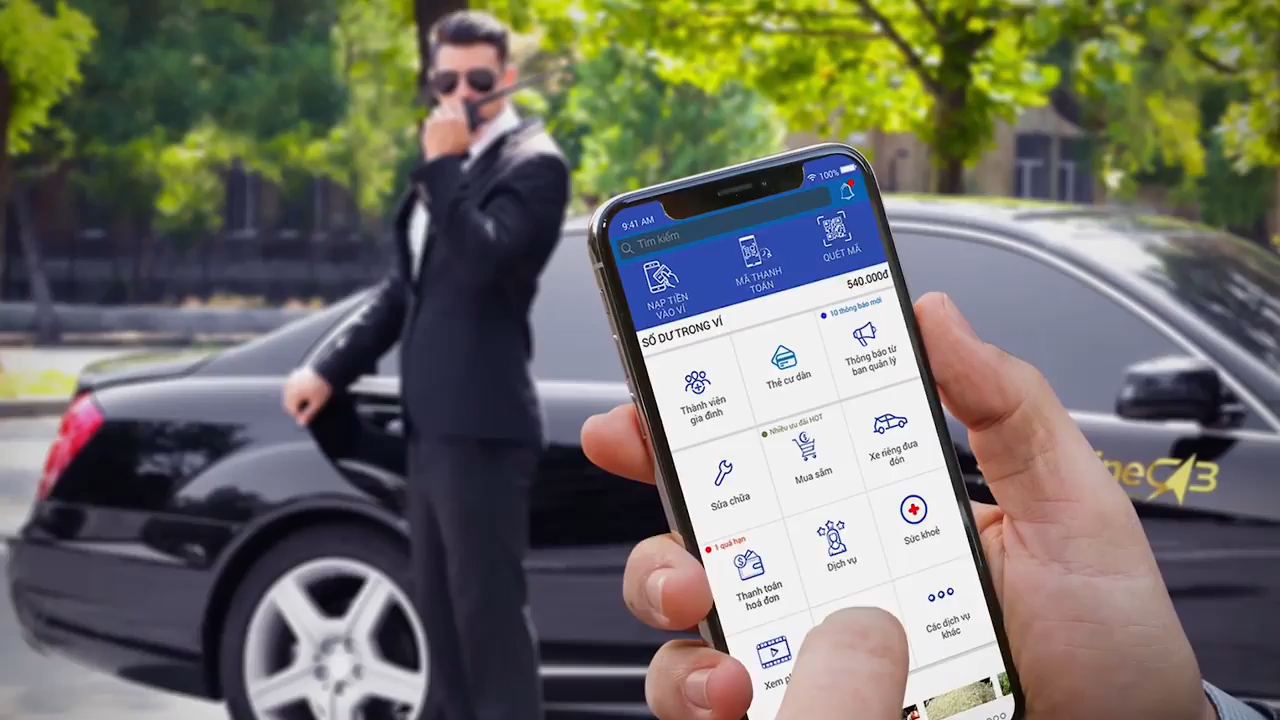 9:41 AM
100%
Tìm kiếm
NẠP TIỀN
VÀO VÍ
MÃ THANH
TOÁN
QUÉT MÃ
SỐ DƯ TRONG VÍ
540.000đ
Thành viên
gia đình
Thẻ cư dân
10 thông báo mới
Thông báo từ
ban quản lý
Sửa chữa
Nhiều ưu đãi HOT
Mua sắm
Xe riêng đưa
đón
1 quá hạn
Thanh toán
hoá đơn
Dịch vụ
Sức khoẻ
Xem
Các dịch vụ
khác